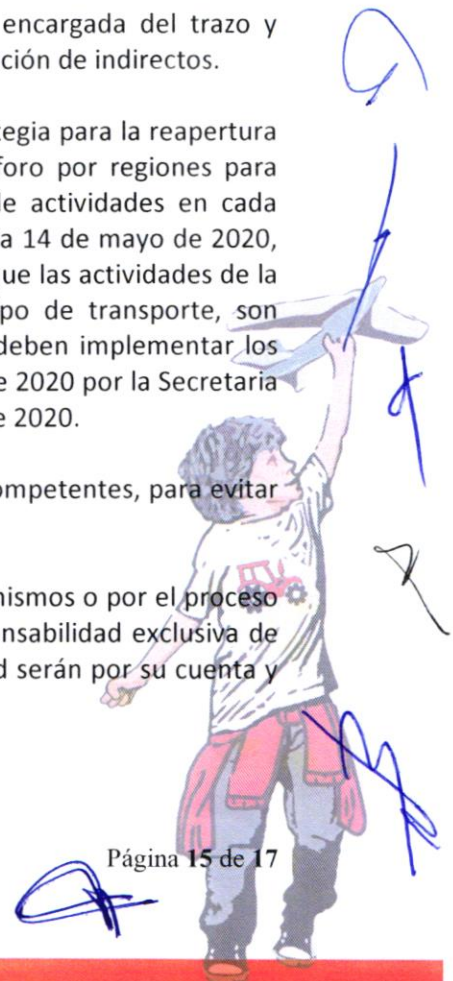 encargada del trazo y
ción de indirectos.
tegia para la reapertura
foro por regiones para
de actividades en cada
a 14 de mayo de 2020,
ue las actividades de la
po de transporte, son
deben implementar los
e 2020 por la Secretaria
e 2020.
ompetentes, para evitar
nismos o por el proceso
onsabilidad exclusiva de
d serán por su cuenta y
Página 15 de 17